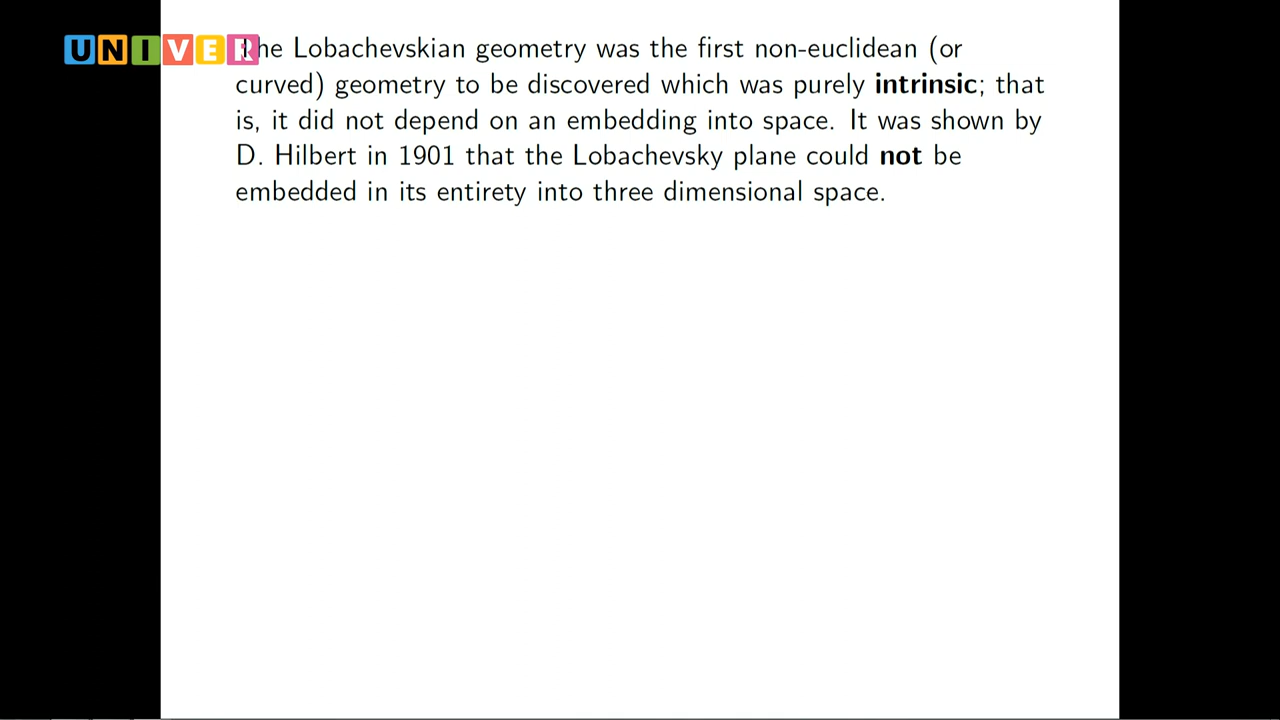 UNIVER
The Lobachevskian geometry was the first non-euclidean (or
curved) geometry to be discovered which was purely intrinsic; that
is, it did not depend on an embedding into space. It was shown by
D. Hilbert in 1901 that the Lobachevsky plane could not be
embedded in its entirety into three dimensional space.